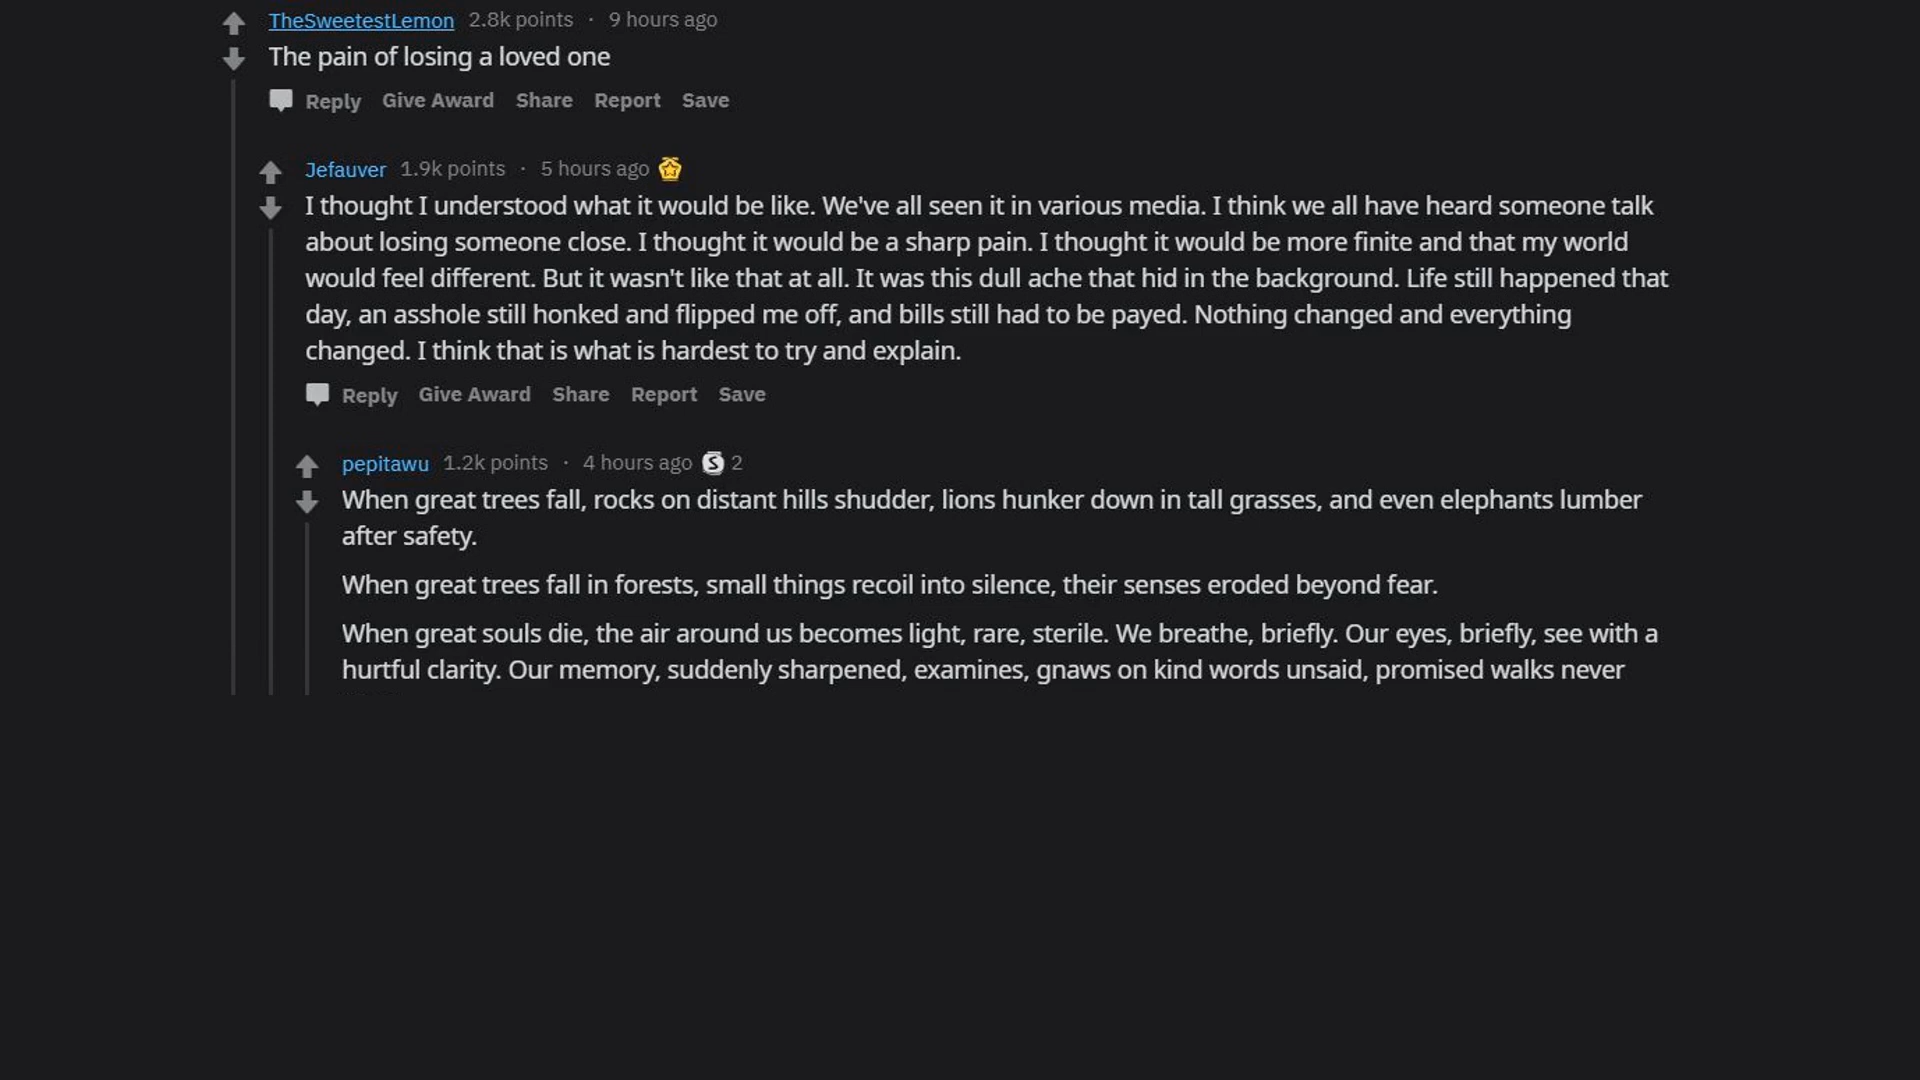 TheSweetestLemon 2.8k points · 9 hours ago
The pain of losing a loved one
Reply Give Award Share Report Save
Jefauver 1.9k points · 5 hours ago
I thought I understood what it would be like. We've all seen it in various media. I think we all have heard someone talk
about losing someone close. I thought it would be a sharp pain. I thought it would be more finite and that my world
would feel different. But it wasn't like that at all. It was this dull ache that hid in the background. Life still happened that
day, an asshole still honked and flipped me off, and bills still had to be payed. Nothing changed and everything
changed. I think that is what is hardest to try and explain.
Reply Give Award Share Report Save
pepitawu 1.2k points · 4 hours ago S 2
When great trees fall, rocks on distant hills shudder, lions hunker down in tall grasses, and even elephants lumber
after safety.
When great trees fall in forests, small things recoil into silence, their senses eroded beyond fear.
When great souls die, the air around us becomes light, rare, sterile. We breathe, briefly. Our eyes, briefly, see with a
hurtful clarity. Our memory, suddenly sharpened, examines, gnaws on kind words unsaid, promised walks never